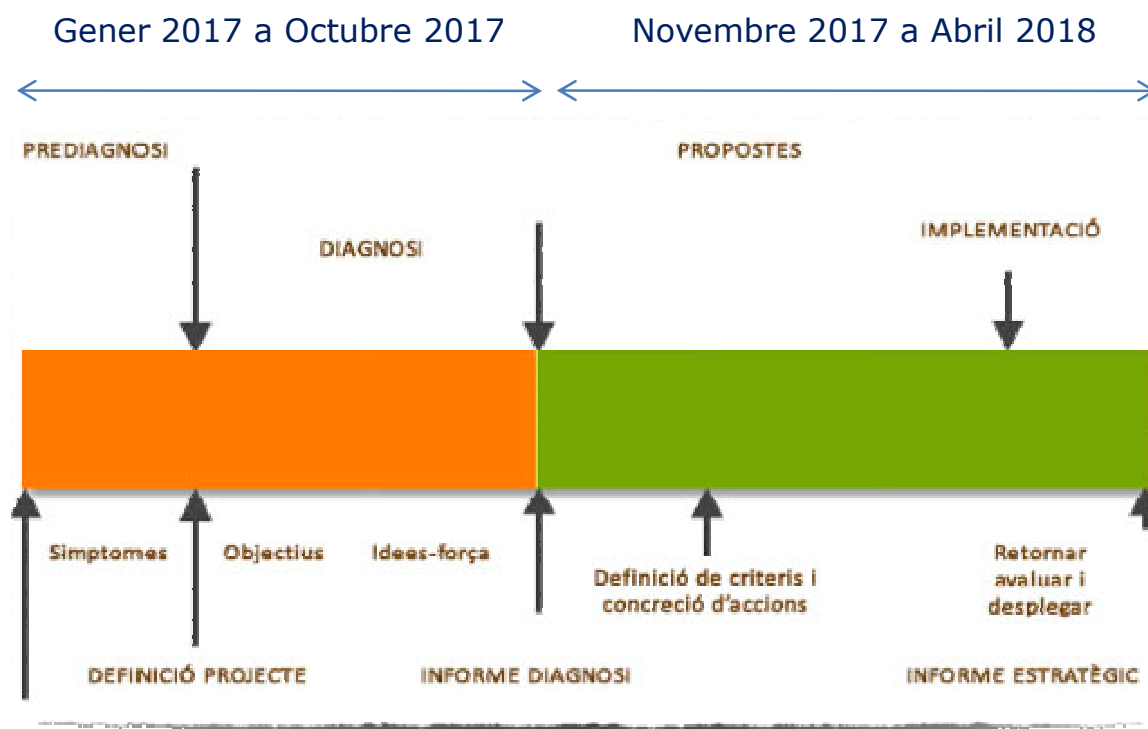 Gener 2017 a Octubre 2017
Novembre 2017 a Abril 2018
PREDIAGNOSI
PROPOSTES
DIAGNOSI
IMPLEMENTACIÓ
Simptomes
Objectius
Idees-força
Definició de criteris i
concreció d'accions
Retornar
avaluar i
desplegar
DEFINICIÓ PROJECTE
INFORME DIAGNOSI
INFORME ESTRATÈGIC